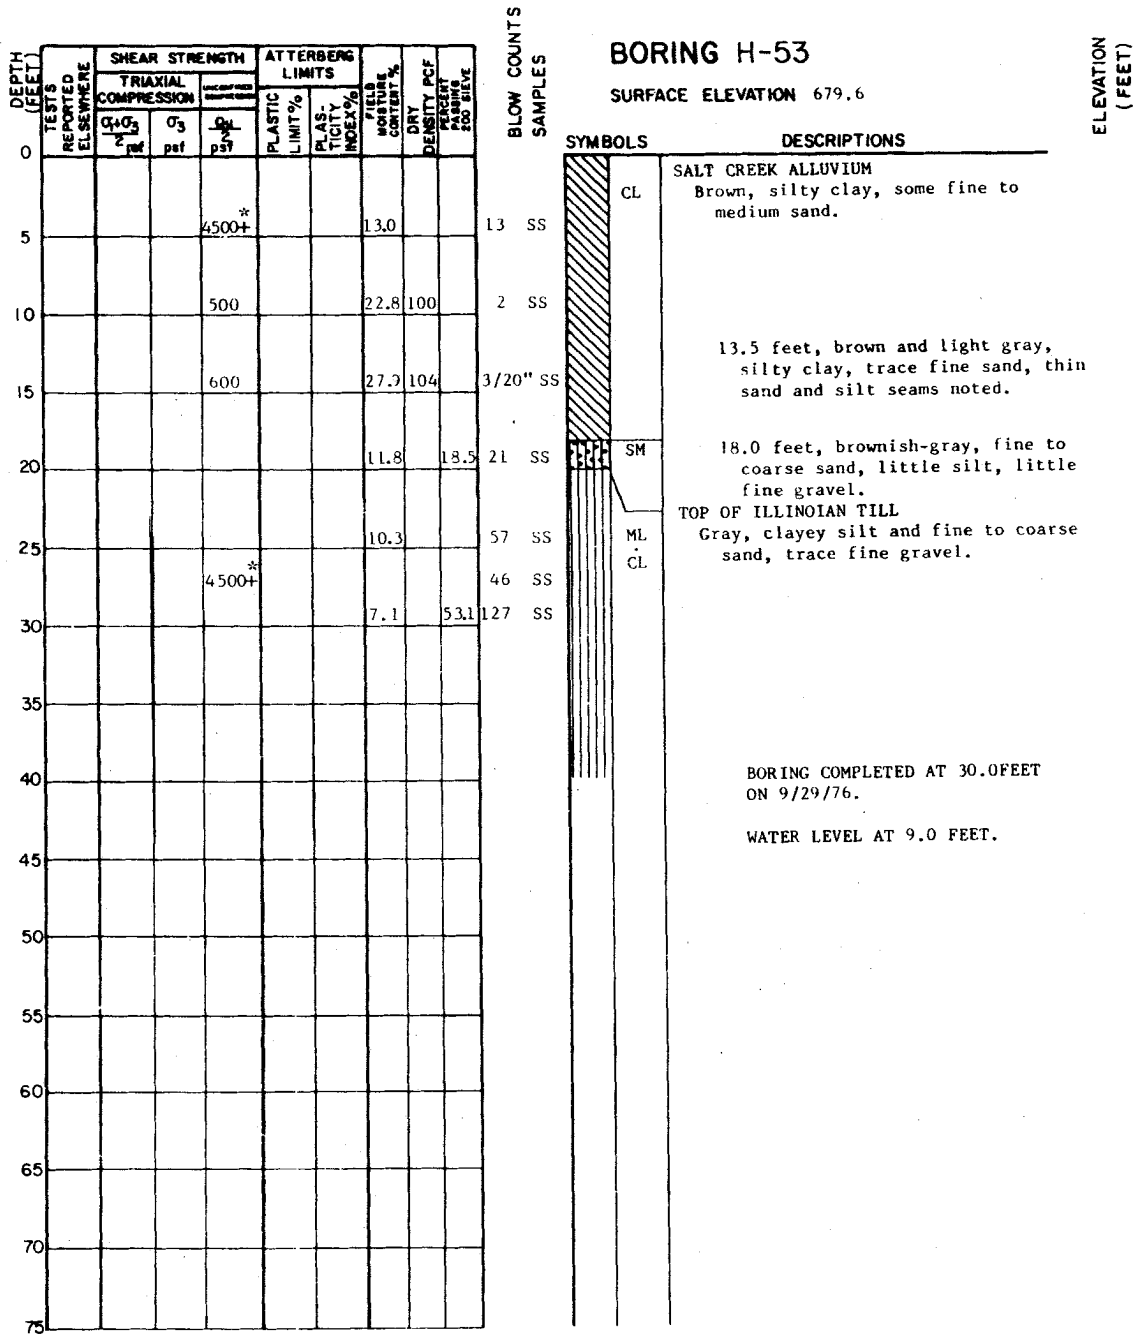 BORING H-53
SURFACE ELEVATION 679.6
DEPTH (FEET)
TESTS REPORTED ELSEWHERE
SHEAR STRENGTH
TRIAXIAL COMPRESSION
σ1+σ3 / 2 psf
σ3 psf
UNCONFINED COMPRESSION
Qu / 2 psf
ATTERBERG LIMITS
PLASTIC LIMIT%
PLAS-TICITY INDEX%
FIELD MOISTURE CONTENT%
DRY DENSITY PCF
PERCENT PASSING 200 SIEVE
BLOW COUNTS
SAMPLES
SYMBOLS
DESCRIPTIONS
ELEVATION (FEET)
0
SALT CREEK ALLUVIUM
CL Brown, silty clay, some fine to
medium sand.
4500+* 13.0 13 SS
5
500 22.8 100 2 SS
10
13.5 feet, brown and light gray,
silty clay, trace fine sand, thin
sand and silt seams noted.
600 27.9 104 3/20" SS
15
SM 18.0 feet, brownish-gray, fine to
coarse sand, little silt, little
fine gravel.
11.8 18.5 21 SS
20
TOP OF ILLINOIAN TILL
ML Gray, clayey silt and fine to coarse
CL sand, trace fine gravel.
10.3 57 SS
25
4500+* 46 SS
7.1 53.1 127 SS
30
35
40
BORING COMPLETED AT 30.0FEET
ON 9/29/76.
WATER LEVEL AT 9.0 FEET.
45
50
55
60
65
70
75